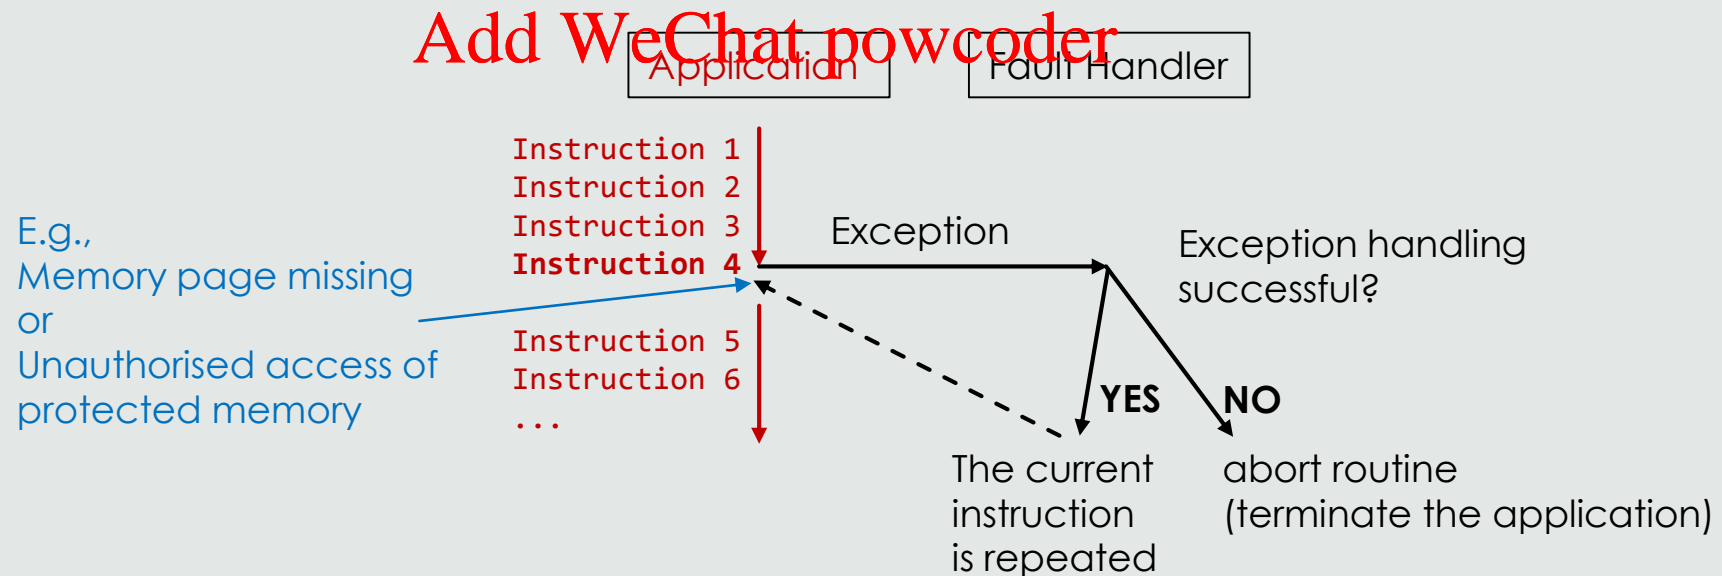 Add WeChat powcoder
Application
Fault Handler
Instruction 1
Instruction 2
Instruction 3
Instruction 4
Instruction 5
Instruction 6
...
E.g.,
Memory page missing
or
Unauthorised access of
protected memory
Exception
Exception handling
successful?
YES
NO
The current
instruction
is repeated
abort routine
(terminate the application)